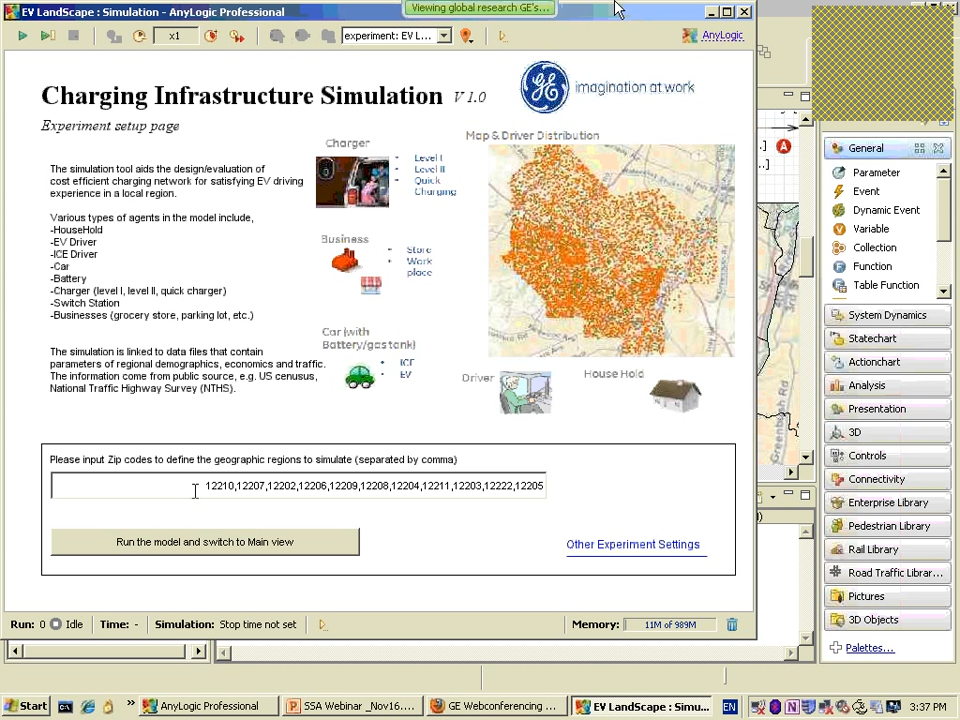 EV LandScape : Simulation - AnyLogic Professional
Viewing global research GE's...
x1
experiment: EV L...
AnyLogic
Charging Infrastructure Simulation V 1.0
imagination at work
Experiment setup page
Charger
Map & Driver Distribution
Level I
Level II
Quick
Charging
The simulation tool aids the design/evaluation of
cost efficient charging network for satisfying EV driving
experience in a local region.
Various types of agents in the model include,
-HouseHold
-EV Driver
-ICE Driver
-Car
-Battery
-Charger (level I, level II, quick charger)
-Switch Station
-Businesses (grocery store, parking lot, etc.)
Business
Store
Work
place
The simulation is linked to data files that contain
parameters of regional demographics, economics and traffic.
The information come from public source, e.g. US cenusus,
National Traffic Highway Survey (NTHS).
Car (with
Battery/gas tank)
ICE
EV
Driver
House Hold
Please input Zip codes to define the geographic regions to simulate (separated by comma)
12210,12207,12202,12206,12209,12208,12204,12211,12203,12222,12205
Run the model and switch to Main view
Other Experiment Settings
Run: 0 Idle
Time: -
Simulation: Stop time not set
Memory:
11M of 989M
A
General
Parameter
Event
Dynamic Event
Variable
Collection
Function
Table Function
System Dynamics
Statechart
Actionchart
Analysis
Presentation
3D
Controls
Connectivity
Enterprise Library
Pedestrian Library
Rail Library
Road Traffic Librar...
Pictures
3D Objects
Palettes...
Start
»
AnyLogic Professional
SSA Webinar _Nov16....
GE Webconferencing ...
EV LandScape : Simu...
EN
3:37 PM